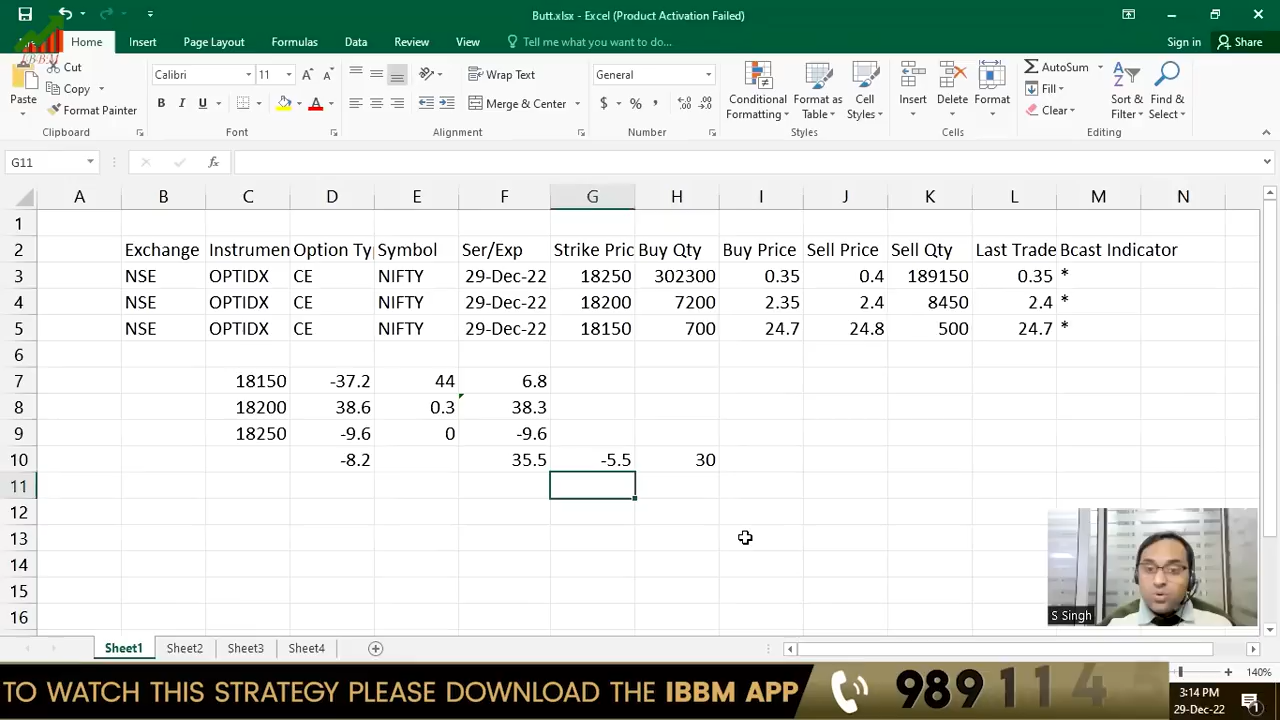 Butt.xlsx - Excel (Product Activation Failed)
Home Insert Page Layout Formulas Data Review View Tell me what you want to do... Sign in Share
IBBM
Paste Cut Copy Format Painter
Calibri 11
B I U
Wrap Text
Merge & Center
General
$ % ,
Conditional Formatting Format as Table Cell Styles
Insert Delete Format
AutoSum Fill Clear
Sort & Filter Find & Select
Clipboard Font Alignment Number Styles Cells Editing
G11 fx
A B C D E F G H I J K L M N
1
2 Exchange Instrumen Option Ty Symbol Ser/Exp Strike Pric Buy Qty Buy Price Sell Price Sell Qty Last Trade Bcast Indicator
3 NSE OPTIDX CE NIFTY 29-Dec-22 18250 302300 0.35 0.4 189150 0.35 *
4 NSE OPTIDX CE NIFTY 29-Dec-22 18200 7200 2.35 2.4 8450 2.4 *
5 NSE OPTIDX CE NIFTY 29-Dec-22 18150 700 24.7 24.8 500 24.7 *
6
7 18150 -37.2 44 6.8
8 18200 38.6 0.3 38.3
9 18250 -9.6 0 -9.6
10 -8.2 35.5 -5.5 30
11
12
13
14
15
16
S Singh
Sheet1 Sheet2 Sheet3 Sheet4
140%
TO WATCH THIS STRATEGY PLEASE DOWNLOAD THE IBBM APP
3:14 PM
29-Dec-22